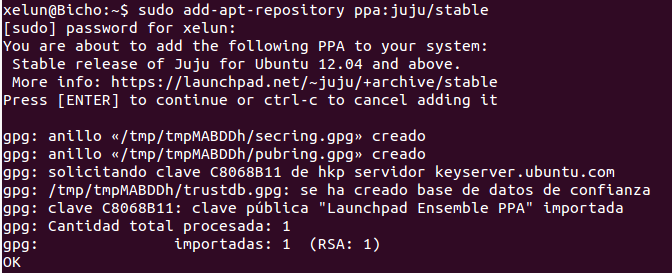 xelun@Bicho:~$ sudo add-apt-repository ppa:juju/stable
[sudo] password for xelun:
You are about to add the following PPA to your system:
 Stable release of Juju for Ubuntu 12.04 and above.
 More info: https://launchpad.net/~juju/+archive/stable
Press [ENTER] to continue or ctrl-c to cancel adding it

gpg: anillo «/tmp/tmpMABDDh/secring.gpg» creado
gpg: anillo «/tmp/tmpMABDDh/pubring.gpg» creado
gpg: solicitando clave C8068B11 de hkp servidor keyserver.ubuntu.com
gpg: /tmp/tmpMABDDh/trustdb.gpg: se ha creado base de datos de confianza
gpg: clave C8068B11: clave pública "Launchpad Ensemble PPA" importada
gpg: Cantidad total procesada: 1
gpg:               importadas: 1  (RSA: 1)
OK